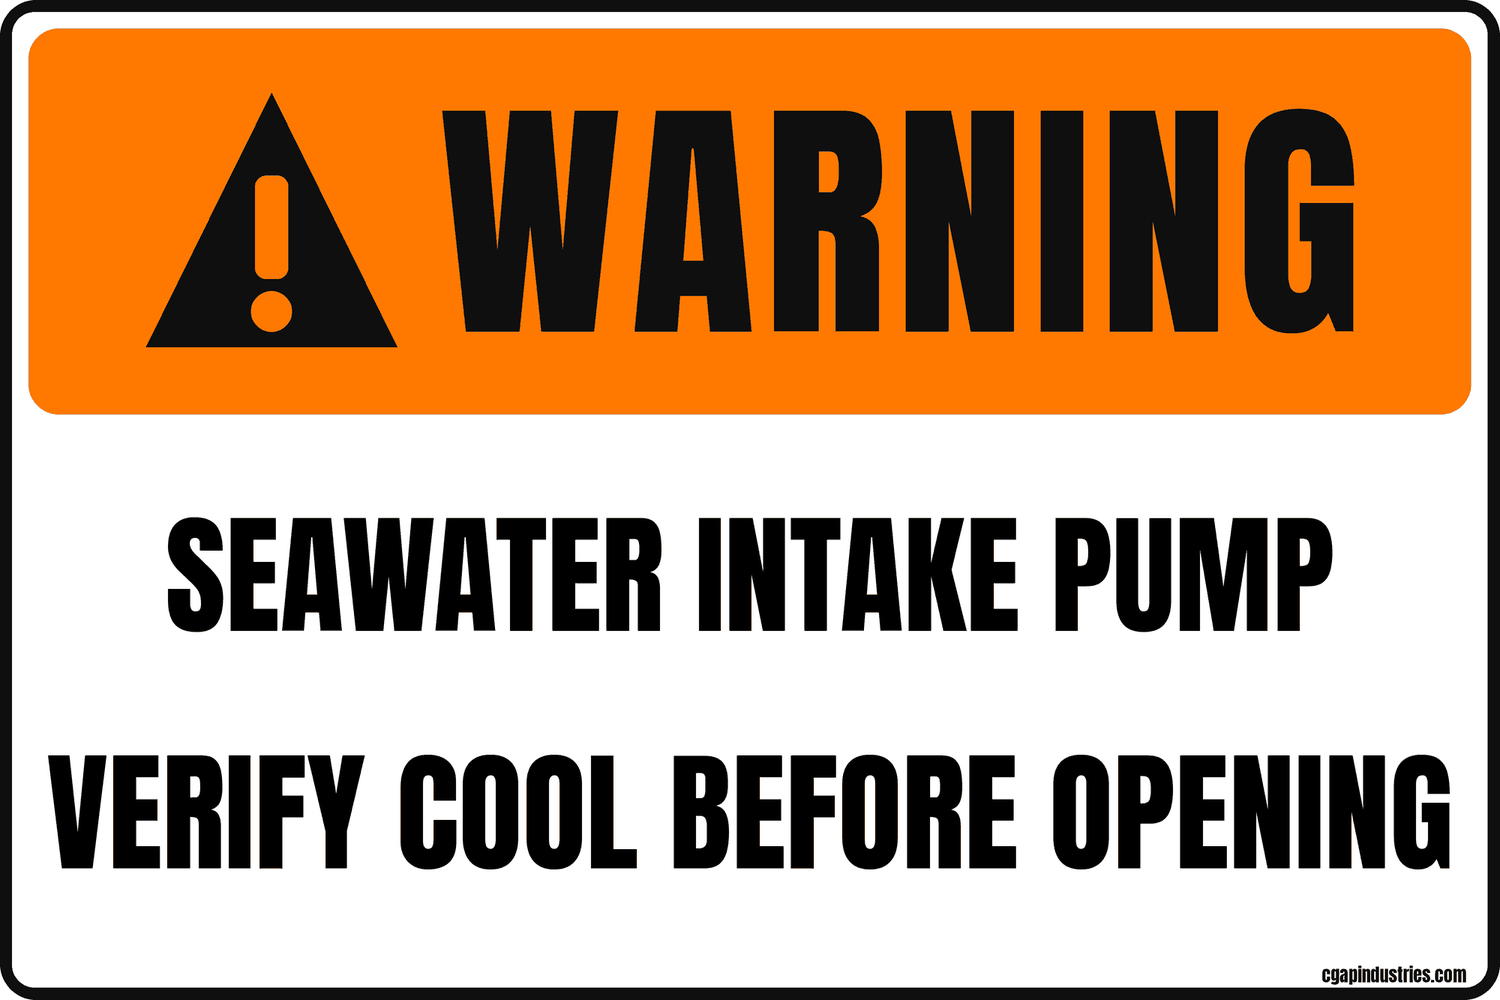 WARNING
SEAWATER INTAKE PUMP
VERIFY COOL BEFORE OPENING
cgapindustries.com